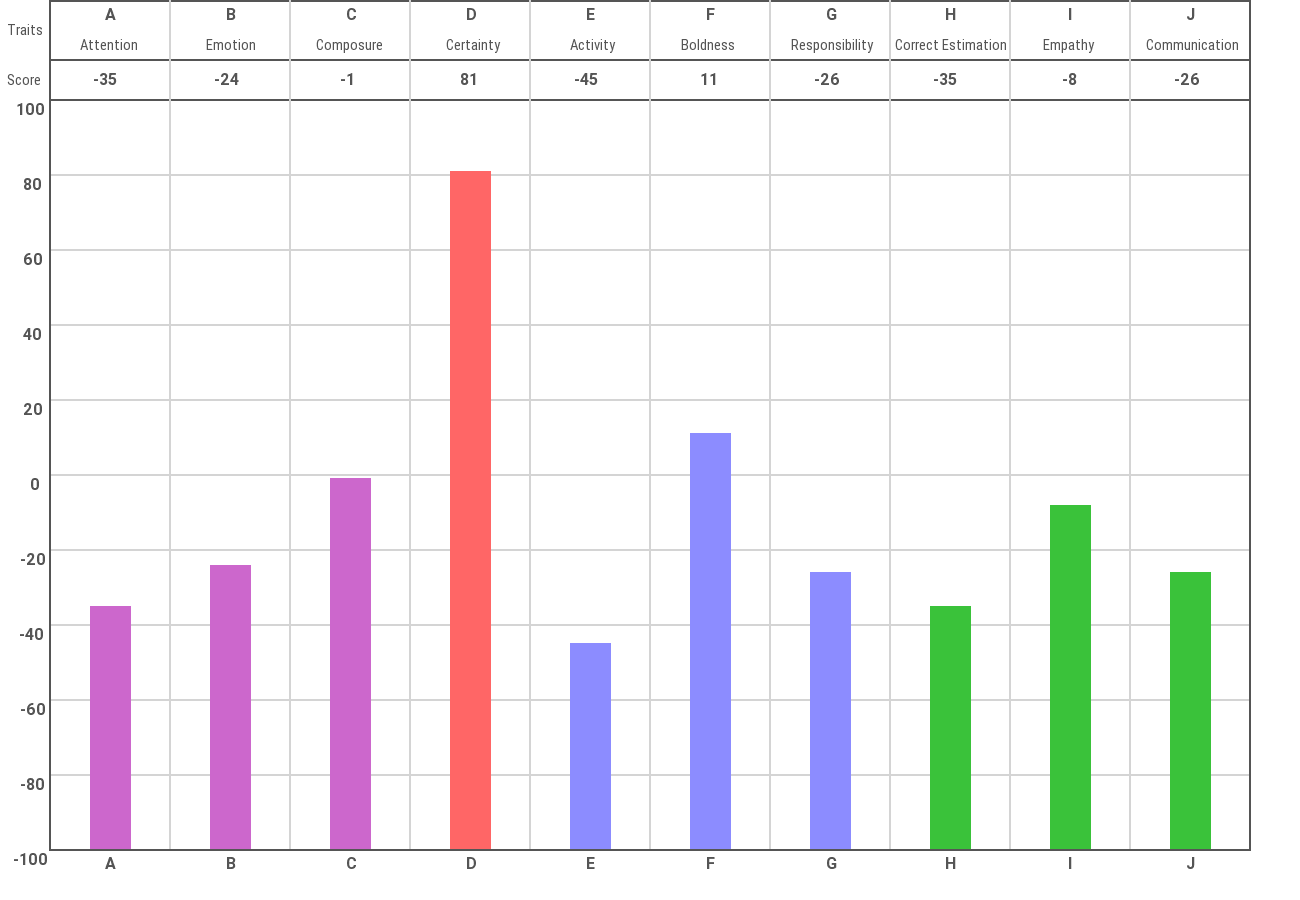 A B C D E F G H I J
Traits
Attention Emotion Composure Certainty Activity Boldness Responsibility Correct Estimation Empathy Communication
Score -35 -24 -1 81 -45 11 -26 -35 -8 -26
100
80
60
40
20
0
-20
-40
-60
-80
-100
A B C D E F G H I J